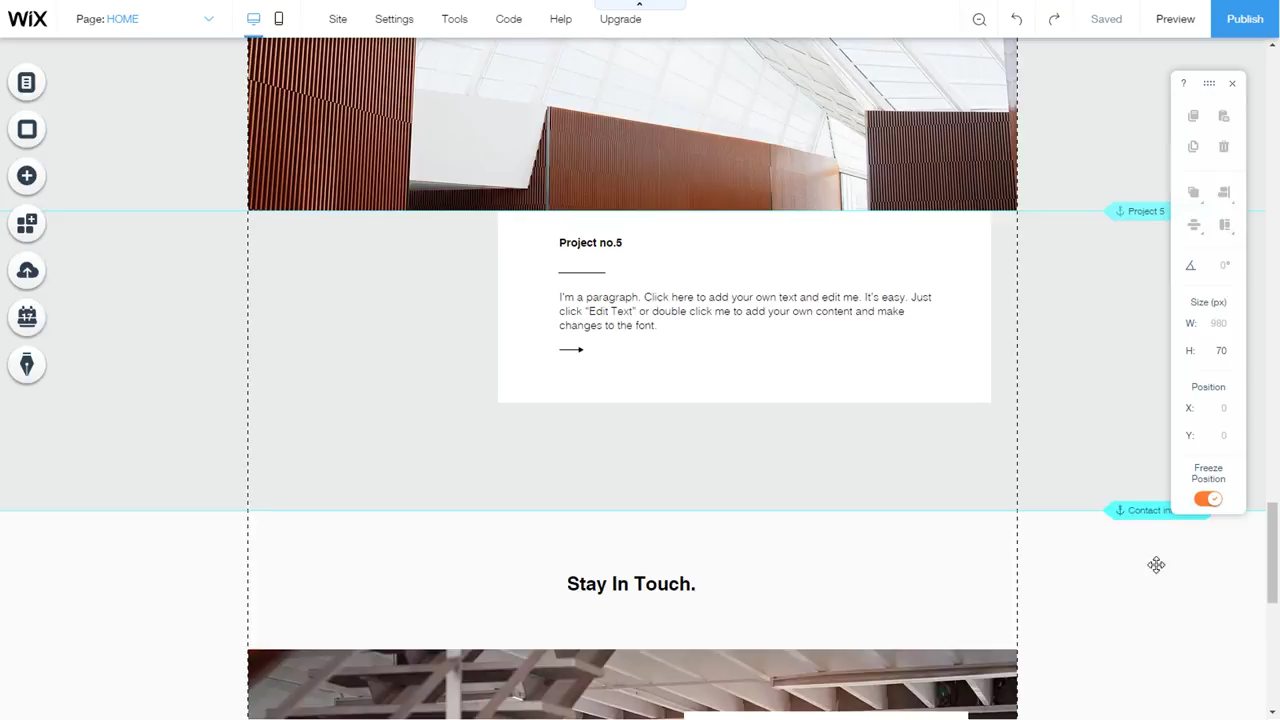 WiX
Page: HOME
Site
Settings
Tools
Code
Help
Upgrade
Saved
Preview
Publish
?
Project 5
Project no.5
0°
I'm a paragraph. Click here to add your own text and edit me. It's easy. Just
click "Edit Text" or double click me to add your own content and make
changes to the font.
Size (px)
W: 980
H: 70
Position
X: 0
Y: 0
Freeze
Position
Contact
Stay In Touch.